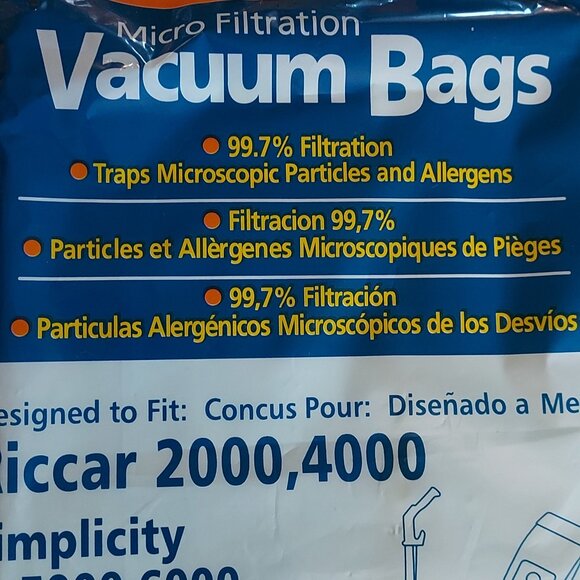 Micro Filtration
Vacuum Bags
99.7% Filtration
Traps Microscopic Particles and Allergens
Filtracion 99,7%
Particles et Allèrgenes Microscopiques de Pièges
99,7% Filtración
Particulas Alergénicos Microscópicos de los Desvíos
esigned to Fit: Concus Pour: Diseñado a Me
iccar 2000,4000
implicity